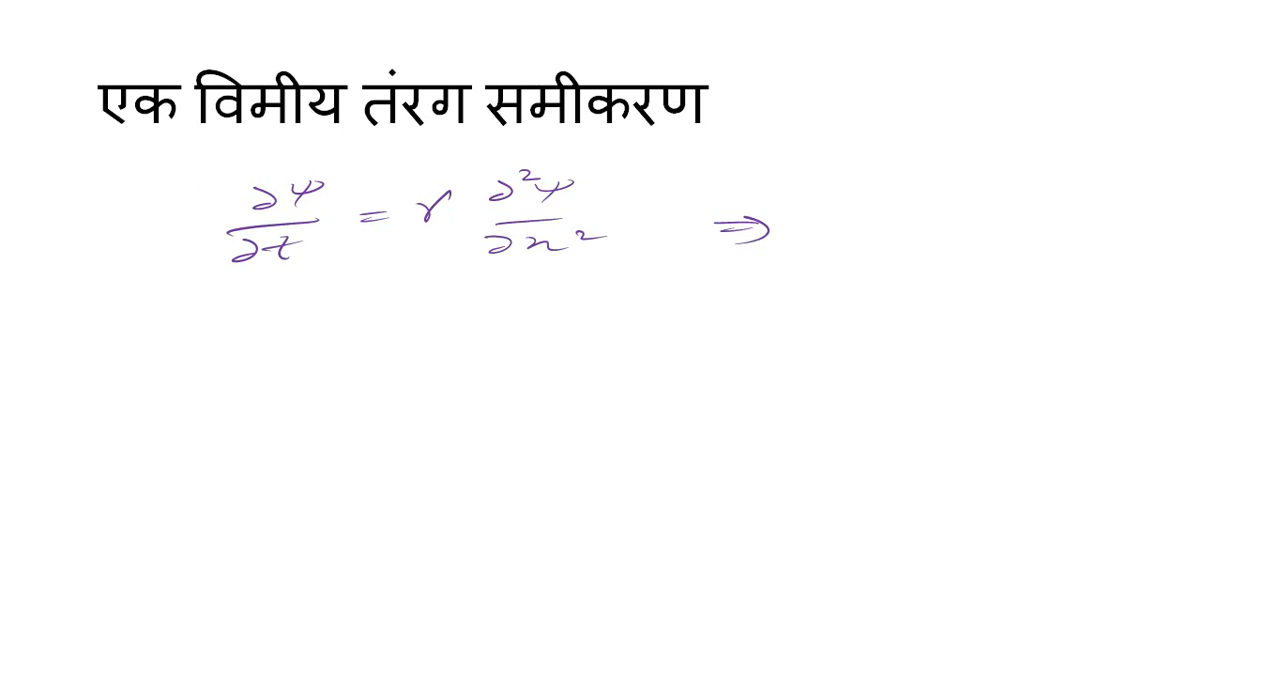 एक विमीय तंरग समीकरण
∂ψ/∂t = γ ∂²ψ/∂x² ⇒